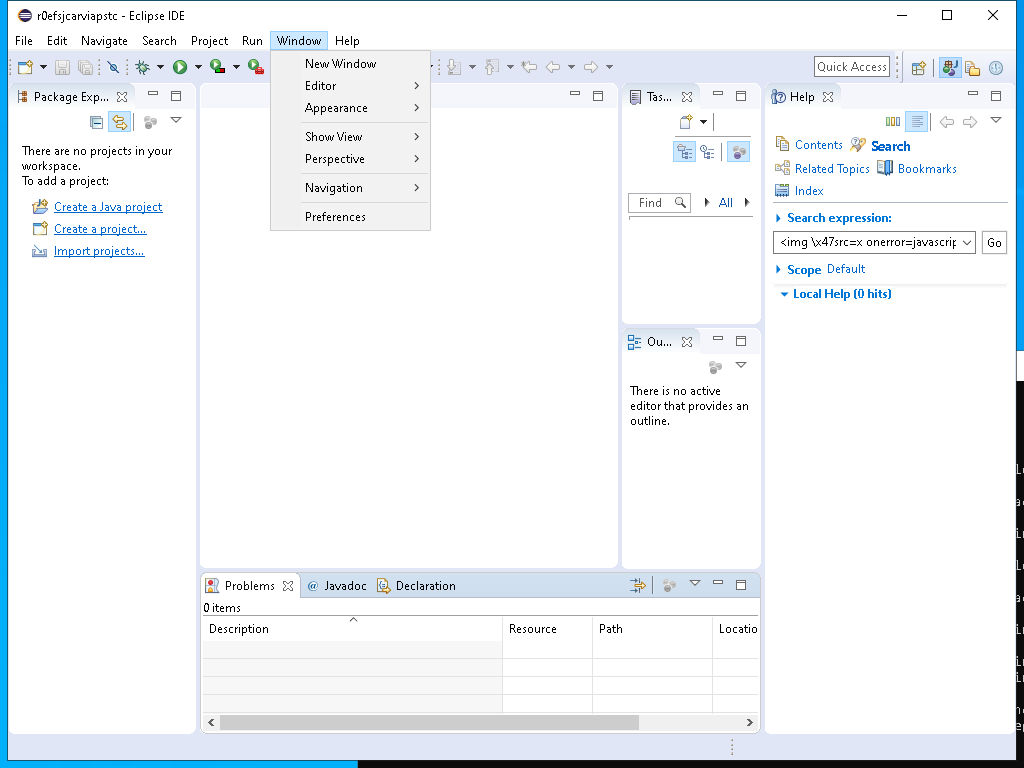 r0efsjcarviapstc - Eclipse IDE
File Edit Navigate Search Project Run Window Help
Quick Access
New Window
Editor
Appearance
Show View
Perspective
Navigation
Preferences
Package Exp...
There are no projects in your
workspace.
To add a project:
Create a Java project
Create a project...
Import projects...
Tas...
Find
All
Ou...
There is no active
editor that provides an
outline.
Help
Contents Search
Related Topics Bookmarks
Index
Search expression:
<img \x47src=x onerror=javascrip Go
Scope Default
Local Help (0 hits)
Problems @ Javadoc Declaration
0 items
Description Resource Path Locatio